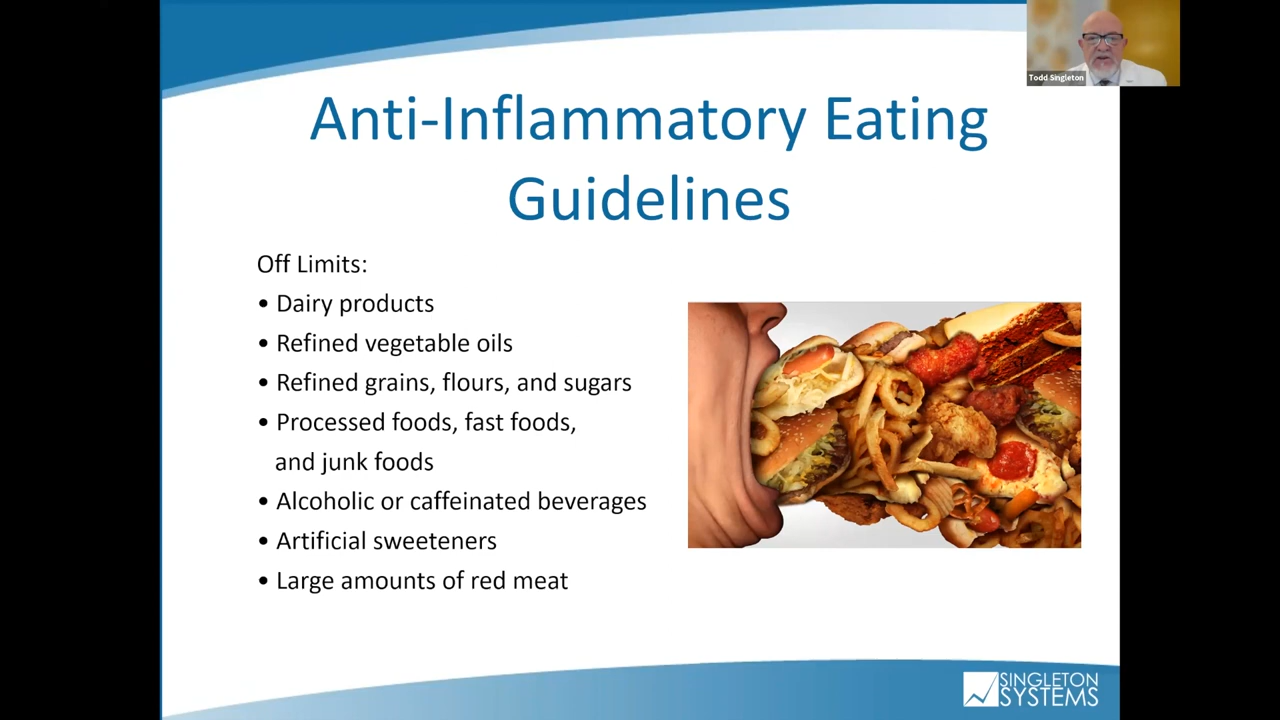 Todd Singleton
Anti-Inflammatory Eating
Guidelines
Off Limits:
• Dairy products
• Refined vegetable oils
• Refined grains, flours, and sugars
• Processed foods, fast foods,
and junk foods
• Alcoholic or caffeinated beverages
• Artificial sweeteners
• Large amounts of red meat
SINGLETON
SYSTEMS